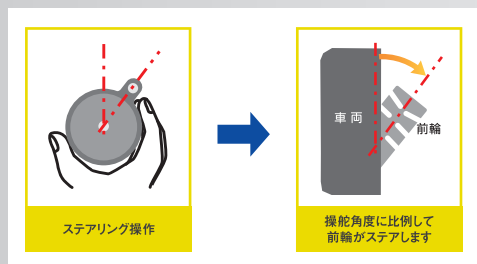 車両
前輪
ステアリング操作
操舵角度に比例して
前輪がステアします